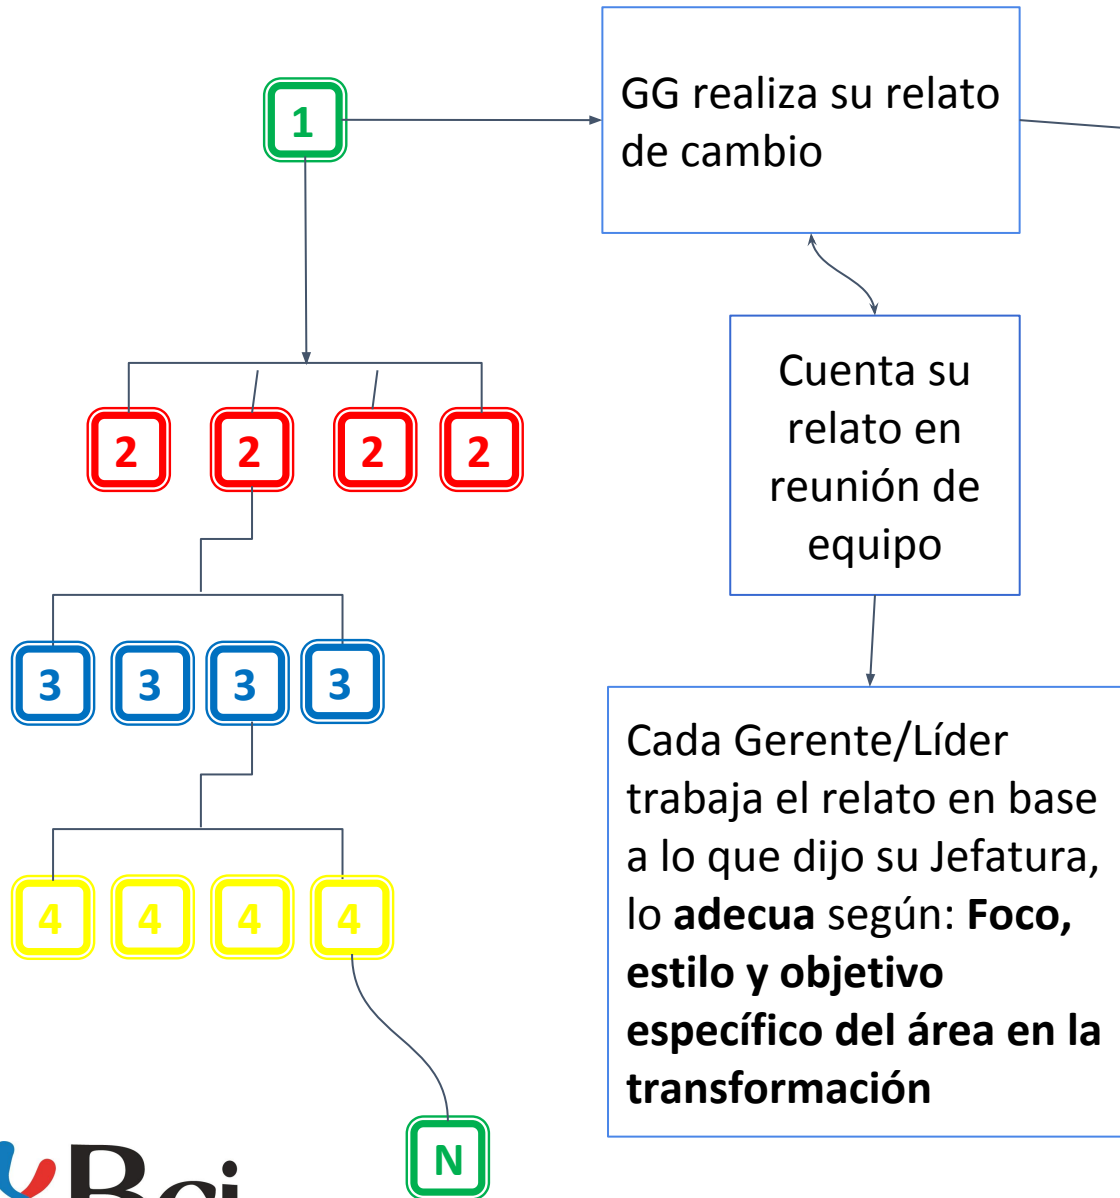 1
GG realiza su relato
de cambio
2 2 2 2
Cuenta su
relato en
reunión de
equipo
3 3 3 3
Cada Gerente/Líder
trabaja el relato en base
a lo que dijo su Jefatura,
lo adecua según: Foco,
estilo y objetivo
específico del área en la
transformación
4 4 4 4
N
Bci